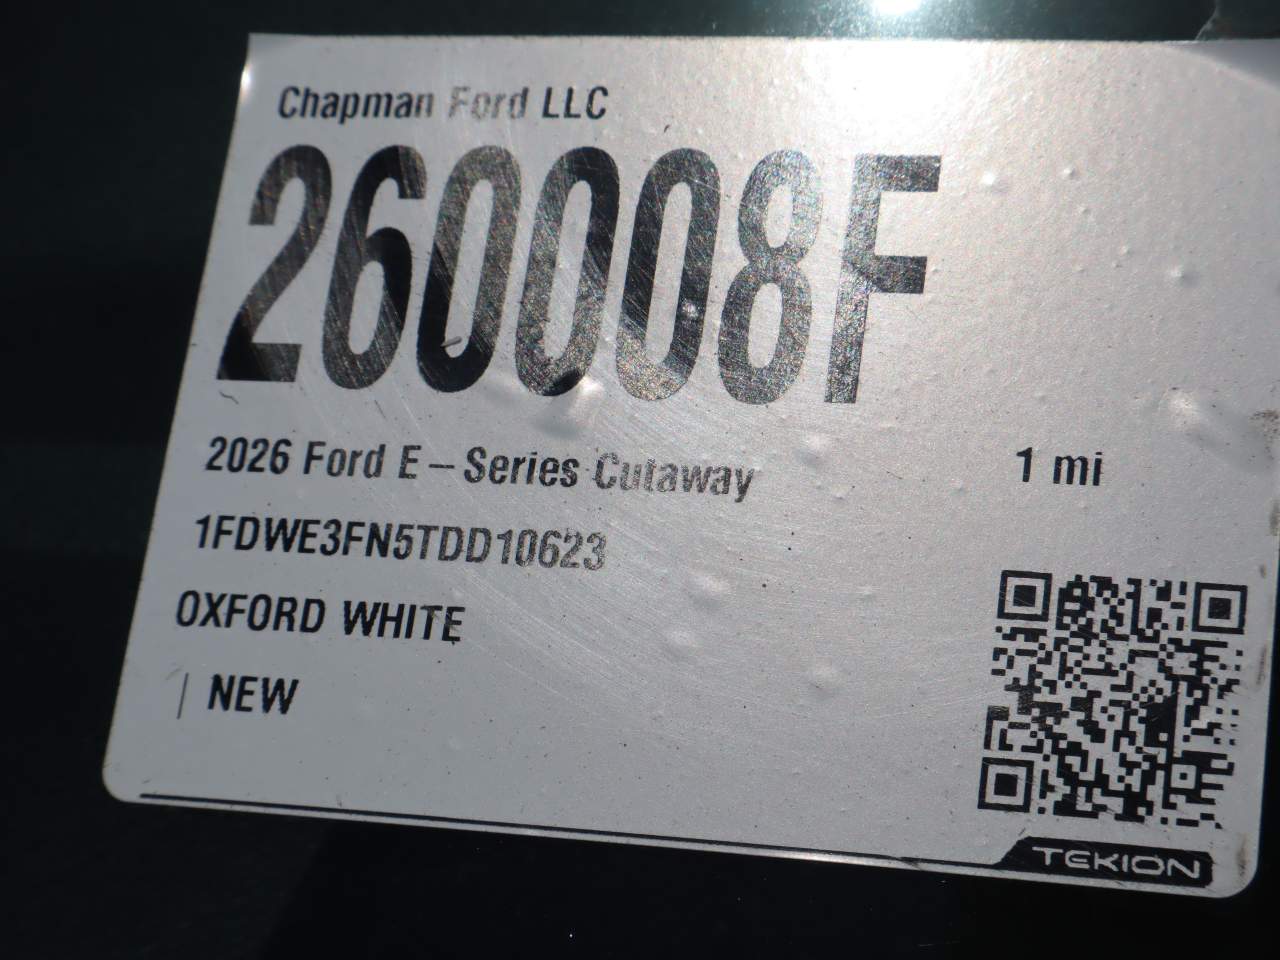 Chapman Ford LLC
260008F
2026 Ford E-Series Cutaway
1 mi
1FDWE3FN5TDD10623
OXFORD WHITE
NEW
TEKION